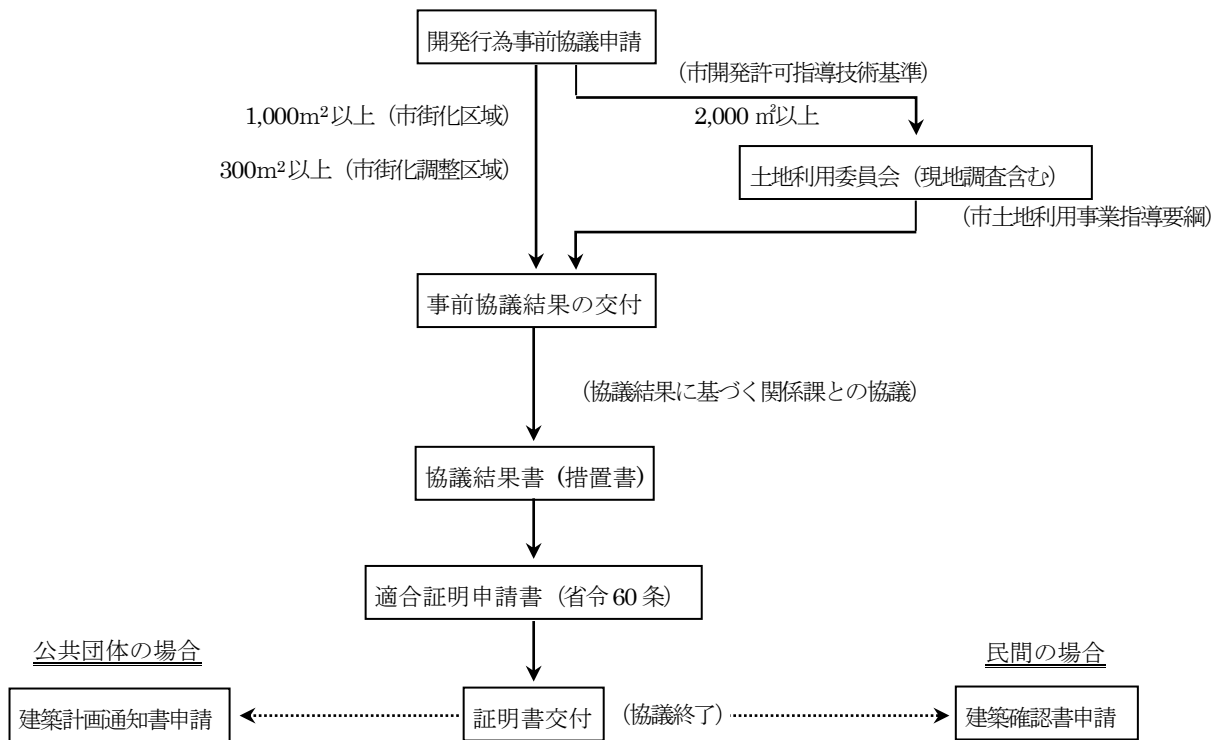 開発行為事前協議申請
(市開発許可指導技術基準)
1,000m²以上(市街化区域)
2,000㎡以上
300m²以上(市街化調整区域)
土地利用委員会(現地調査含む)
(市土地利用事業指導要綱)
事前協議結果の交付
(協議結果に基づく関係課との協議)
協議結果書(措置書)
適合証明申請書(省令60条)
公共団体の場合
民間の場合
建築計画通知書申請
証明書交付
(協議終了)
建築確認書申請